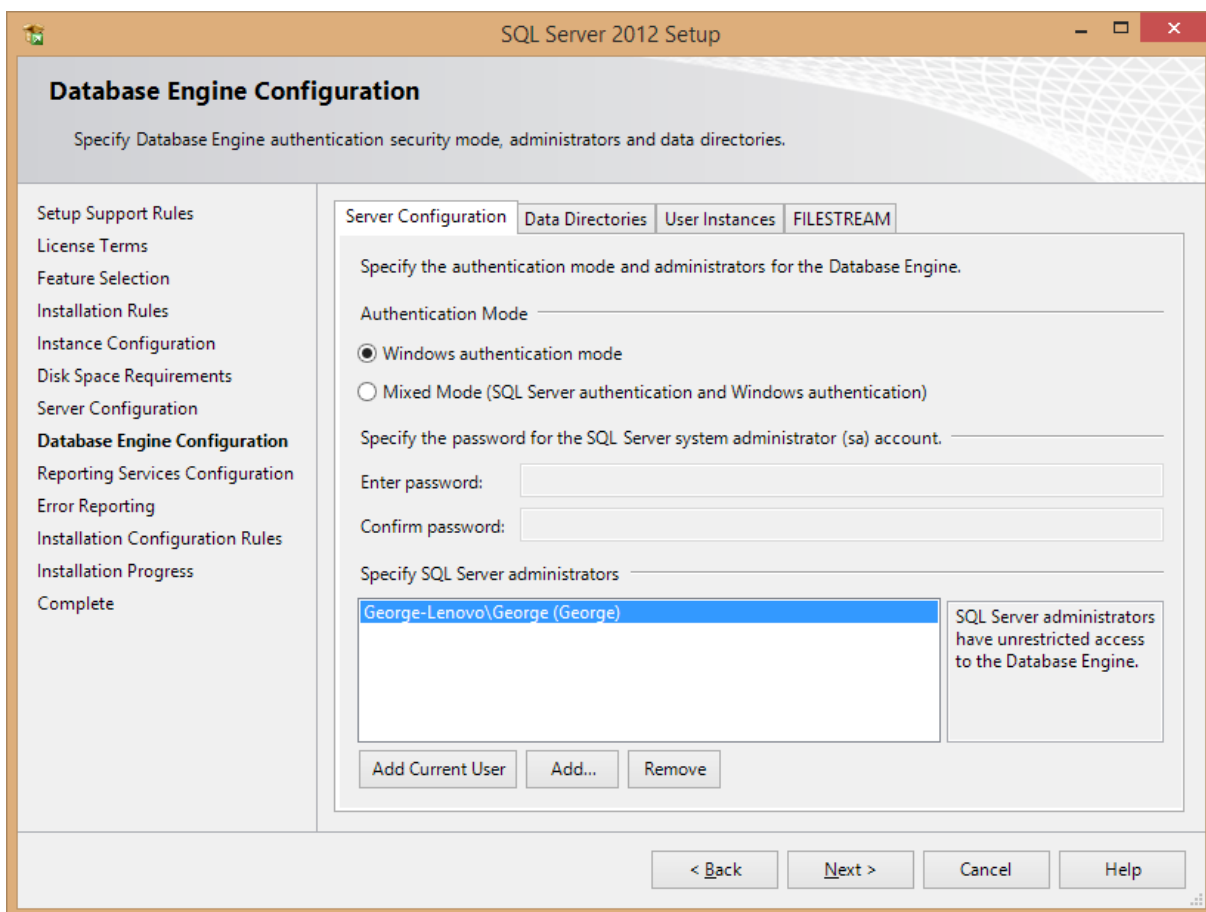 SQL Server 2012 Setup
Database Engine Configuration
Specify Database Engine authentication security mode, administrators and data directories.
Setup Support Rules
License Terms
Feature Selection
Installation Rules
Instance Configuration
Disk Space Requirements
Server Configuration
Database Engine Configuration
Reporting Services Configuration
Error Reporting
Installation Configuration Rules
Installation Progress
Complete
Server Configuration Data Directories User Instances FILESTREAM
Specify the authentication mode and administrators for the Database Engine.
Authentication Mode
Windows authentication mode
Mixed Mode (SQL Server authentication and Windows authentication)
Specify the password for the SQL Server system administrator (sa) account.
Enter password:
Confirm password:
Specify SQL Server administrators
George-Lenovo\George (George)
SQL Server administrators
have unrestricted access
to the Database Engine.
Add Current User Add... Remove
< Back Next > Cancel Help